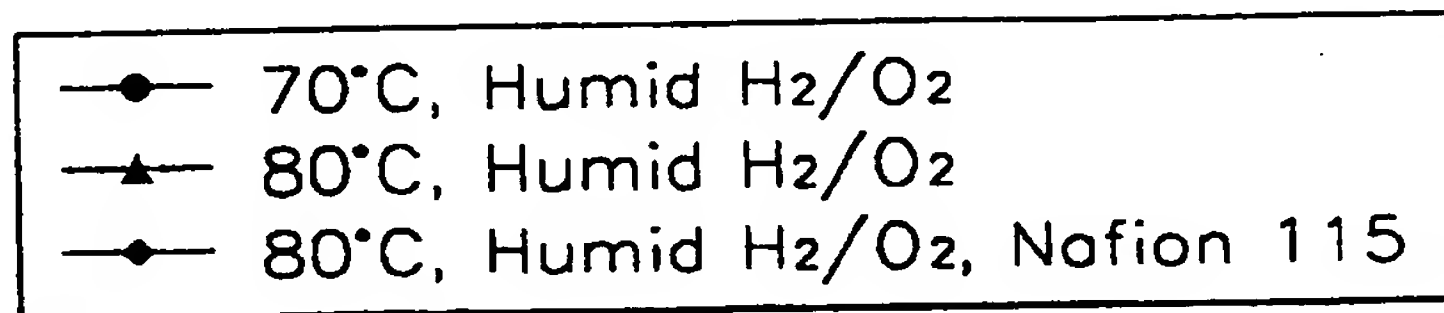 70°C, Humid H2/O2
80°C, Humid H2/O2
80°C, Humid H2/O2, Nafion 115